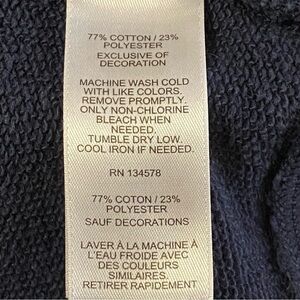 77% COTTON / 23%
POLYESTER
EXCLUSIVE OF
DECORATION
MACHINE WASH COLD
WITH LIKE COLORS.
REMOVE PROMPTLY.
ONLY NON-CHLORINE
BLEACH WHEN
NEEDED.
TUMBLE DRY LOW.
COOL IRON IF NEEDED.
RN 134578
77% COTON / 23%
POLYESTER
SAUF DECORATIONS
LAVER À LA MACHINE À
L'EAU FROIDE AVEC
DES COULEURS
SIMILAIRES.
RETIRER RAPIDEMENT